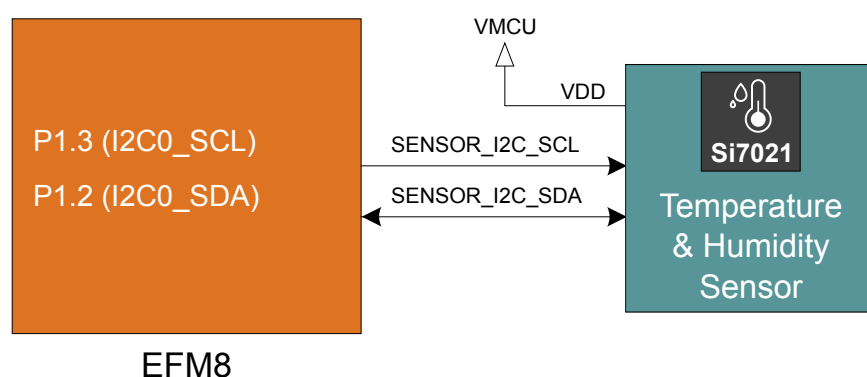 VMCU
VDD
P1.3 (I2C0_SCL)
SENSOR_I2C_SCL
Si7021
P1.2 (I2C0_SDA)
SENSOR_I2C_SDA
Temperature
& Humidity
Sensor
EFM8